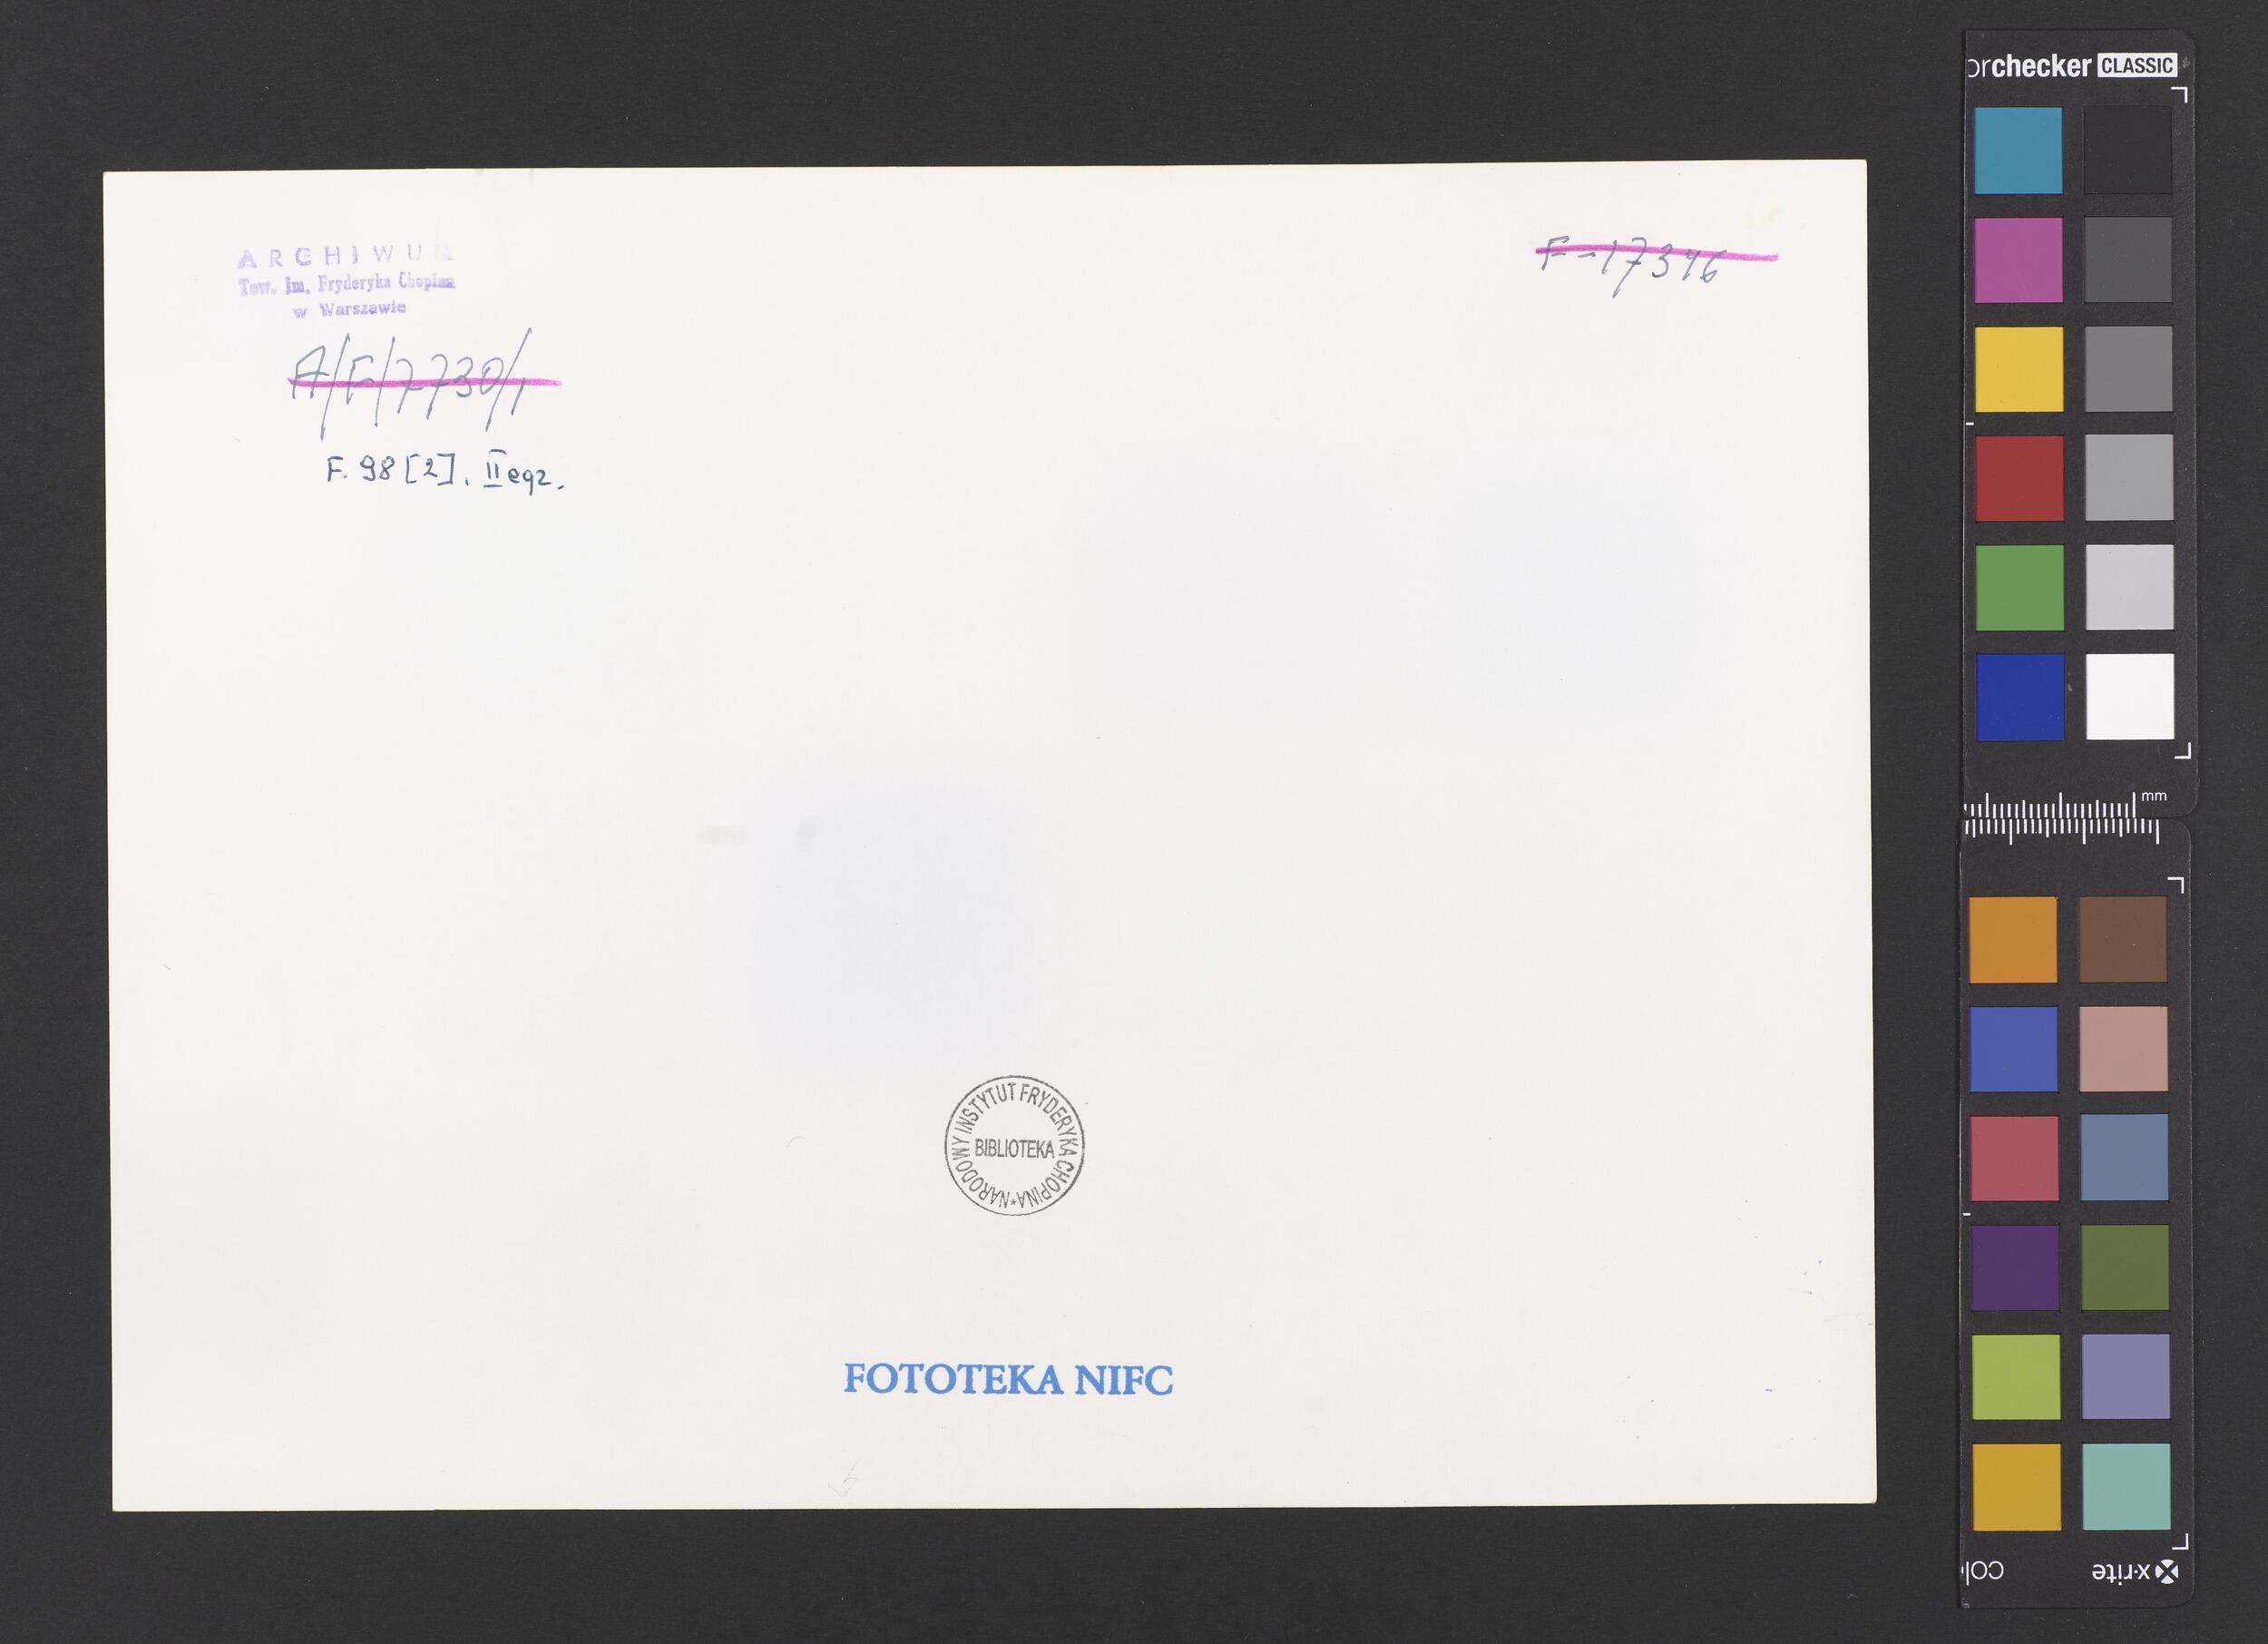 ARCHIWUM
Tow. im. Fryderyka Chopina
w Warszawie
F-17346
A/F/7730/1
F. 98 [2]. II egz.
NARODOWY INSTYTUT FRYDERYKA CHOPINA *
BIBLIOTEKA
FOTOTEKA NIFC
orchecker CLASSIC
mm
x-rite
col